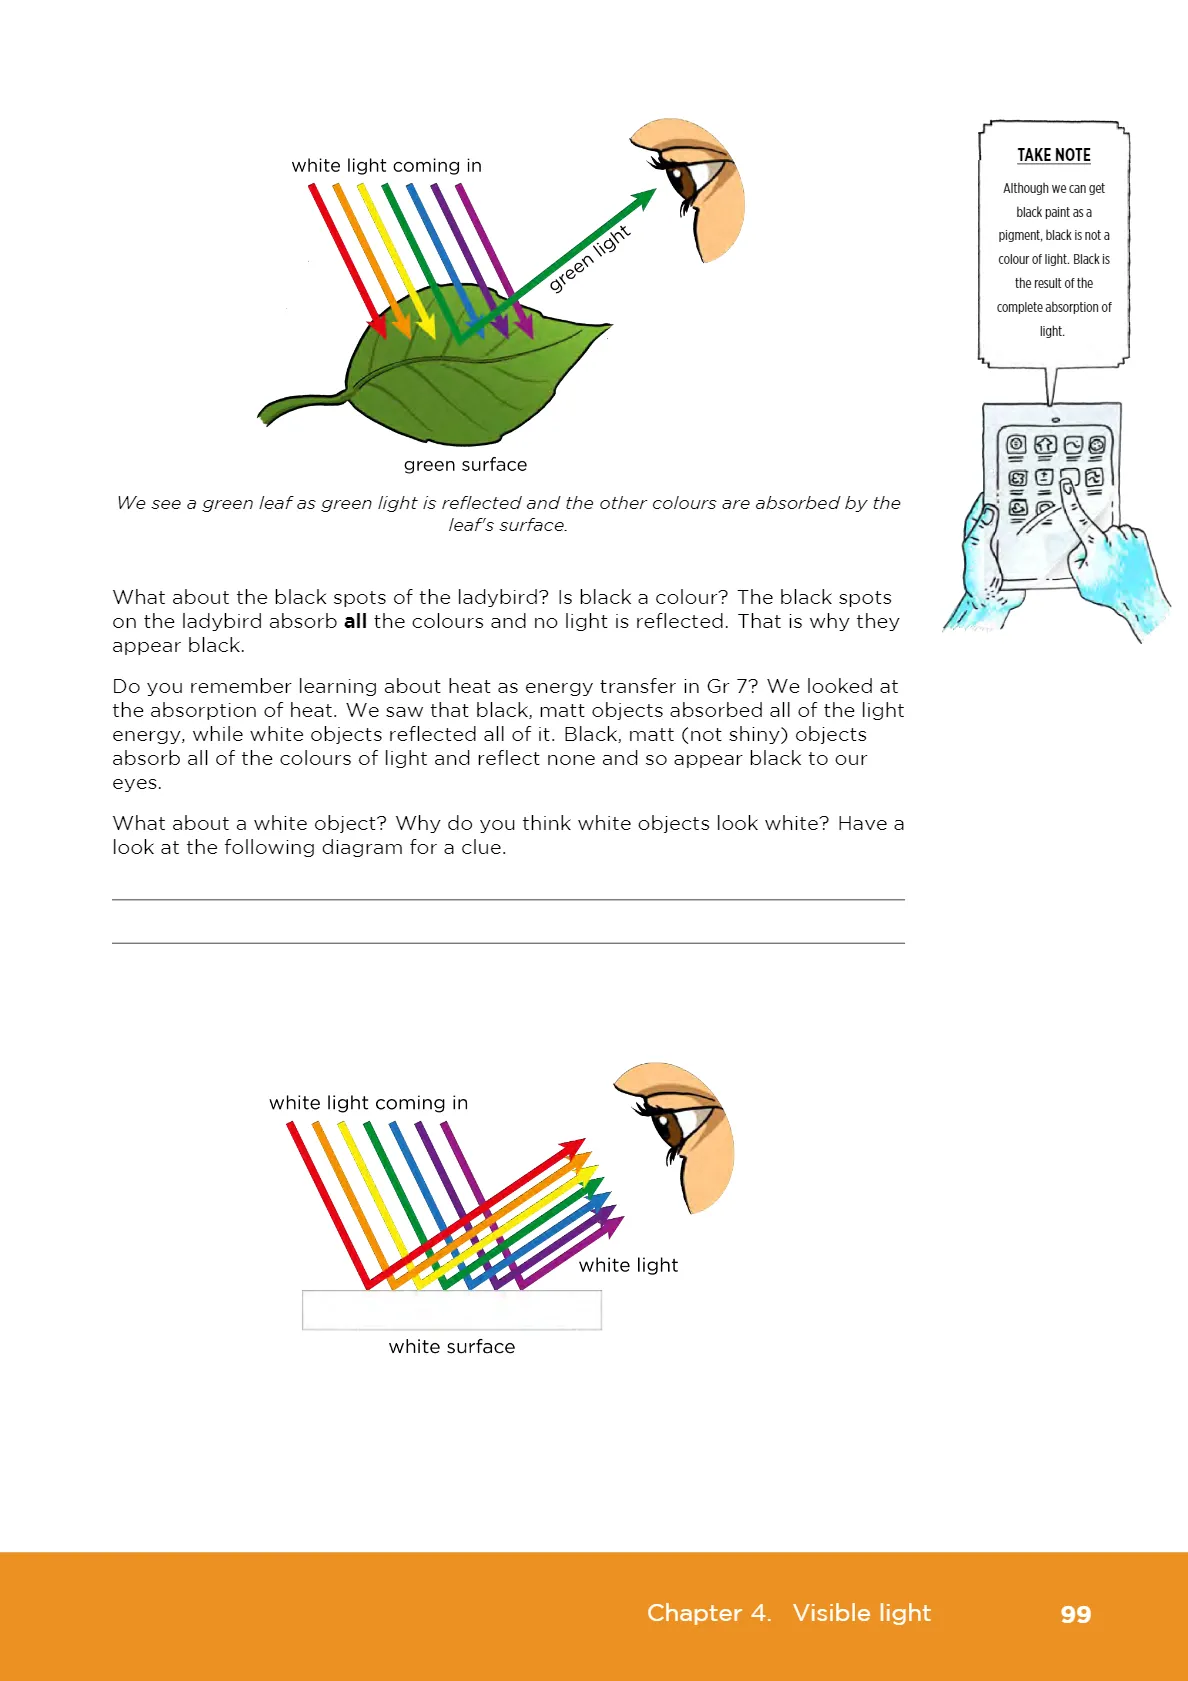 white light coming in
green light
green surface
We see a green leaf as green light is reflected and the other colours are absorbed by the
leaf's surface.
TAKE NOTE
Although we can get
black paint as a
pigment, black is not a
colour of light. Black is
the result of the
complete absorption of
light.
What about the black spots of the ladybird? Is black a colour? The black spots
on the ladybird absorb all the colours and no light is reflected. That is why they
appear black.
Do you remember learning about heat as energy transfer in Gr 7? We looked at
the absorption of heat. We saw that black, matt objects absorbed all of the light
energy, while white objects reflected all of it. Black, matt (not shiny) objects
absorb all of the colours of light and reflect none and so appear black to our
eyes.
What about a white object? Why do you think white objects look white? Have a
look at the following diagram for a clue.
white light coming in
white light
white surface
Chapter 4. Visible light 99